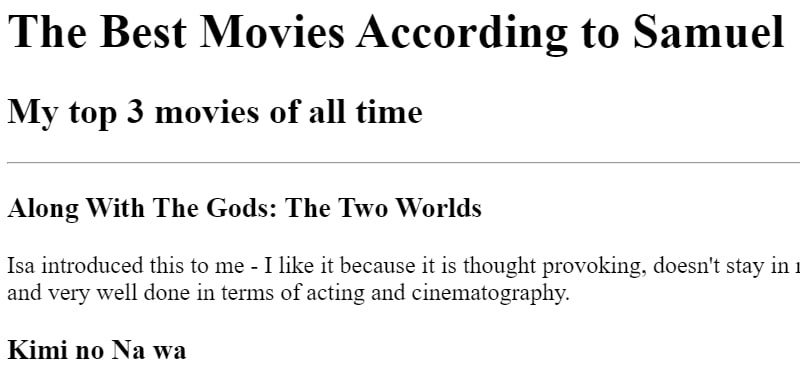 The Best Movies According to Samuel
My top 3 movies of all time
Along With The Gods: The Two Worlds
Isa introduced this to me - I like it because it is thought provoking, doesn't stay in
and very well done in terms of acting and cinematography.
Kimi no Na wa